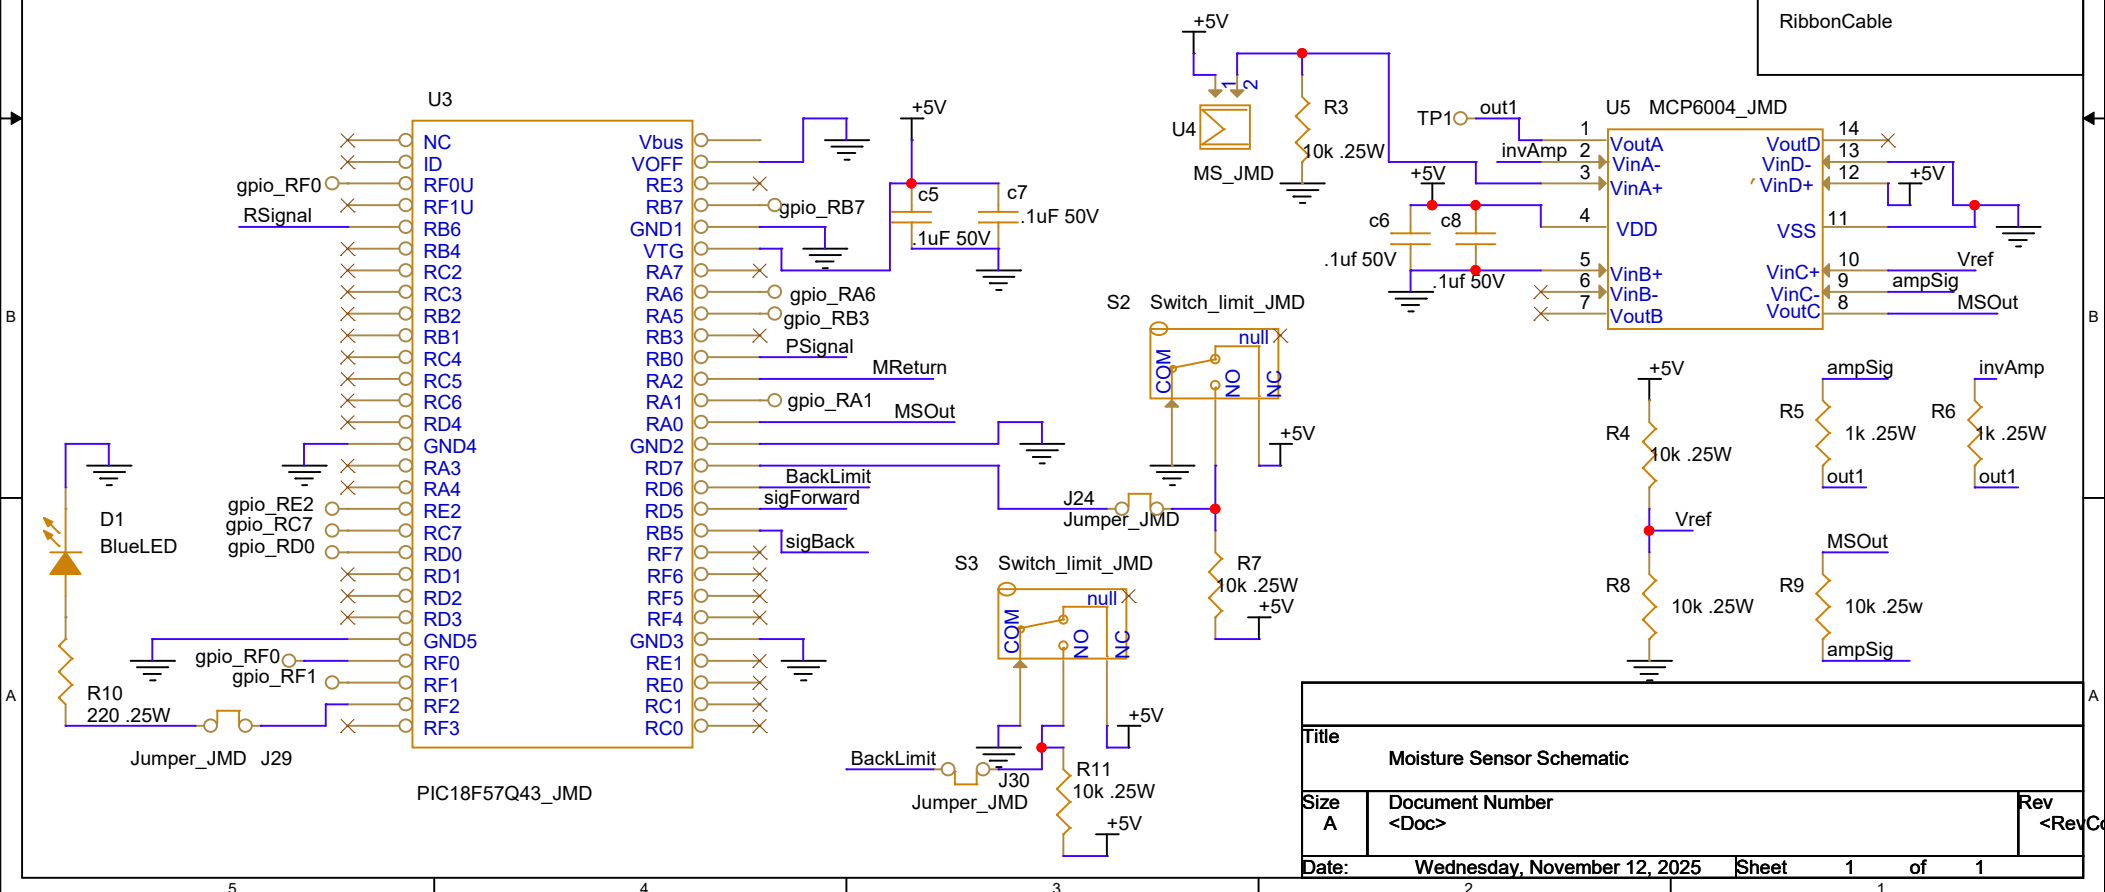 RibbonCable
+5V
1
2
U4
MS_JMD
R3
10k .25W
TP1
out1
invAmp
U5 MCP6004_JMD
1 VoutA
2 VinA-
3 VinA+
4 VDD
5 VinB+
6 VinB-
7 VoutB
VoutD 14
VinD- 13
VinD+ 12
VSS 11
VinC+ 10
VinC- 9
VoutC 8
+5V
Vref
ampSig
MSOut
+5V
c6
c8
.1uf 50V
.1uf 50V
U3
NC
ID
RF0U
RF1U
RB6
RB4
RC2
RC3
RB2
RB1
RC4
RC5
RC6
RD4
GND4
RA3
RA4
RE2
RC7
RD0
RD1
RD2
RD3
GND5
RF0
RF1
RF2
RF3
Vbus
VOFF
RE3
RB7
GND1
VTG
RA7
RA6
RA5
RB3
RB0
RA2
RA1
RA0
GND2
RD7
RD6
RD5
RB5
RF7
RF6
RF5
RF4
GND3
RE1
RE0
RC1
RC0
PIC18F57Q43_JMD
gpio_RF0
RSignal
gpio_RE2
gpio_RC7
gpio_RD0
gpio_RF0
gpio_RF1
D1
BlueLED
R10
220 .25W
Jumper_JMD J29
+5V
c5
c7
.1uF 50V
.1uF 50V
gpio_RB7
gpio_RA6
gpio_RB3
PSignal
MReturn
gpio_RA1
MSOut
BackLimit
sigForward
sigBack
S2 Switch_limit_JMD
null
COM
NO
NC
+5V
J24
Jumper_JMD
R7
10k .25W
+5V
S3 Switch_limit_JMD
null
COM
NO
NC
+5V
BackLimit
J30
Jumper_JMD
R11
10k .25W
+5V
+5V
R4
10k .25W
Vref
R8
10k .25W
ampSig
R5
1k .25W
out1
invAmp
R6
1k .25W
out1
MSOut
R9
10k .25w
ampSig
Title
Moisture Sensor Schematic
Size
A
Document Number
<Doc>
Rev
Date: Wednesday, November 12, 2025 Sheet 1 of 1
B
A
B
A
5 4 3 2 1